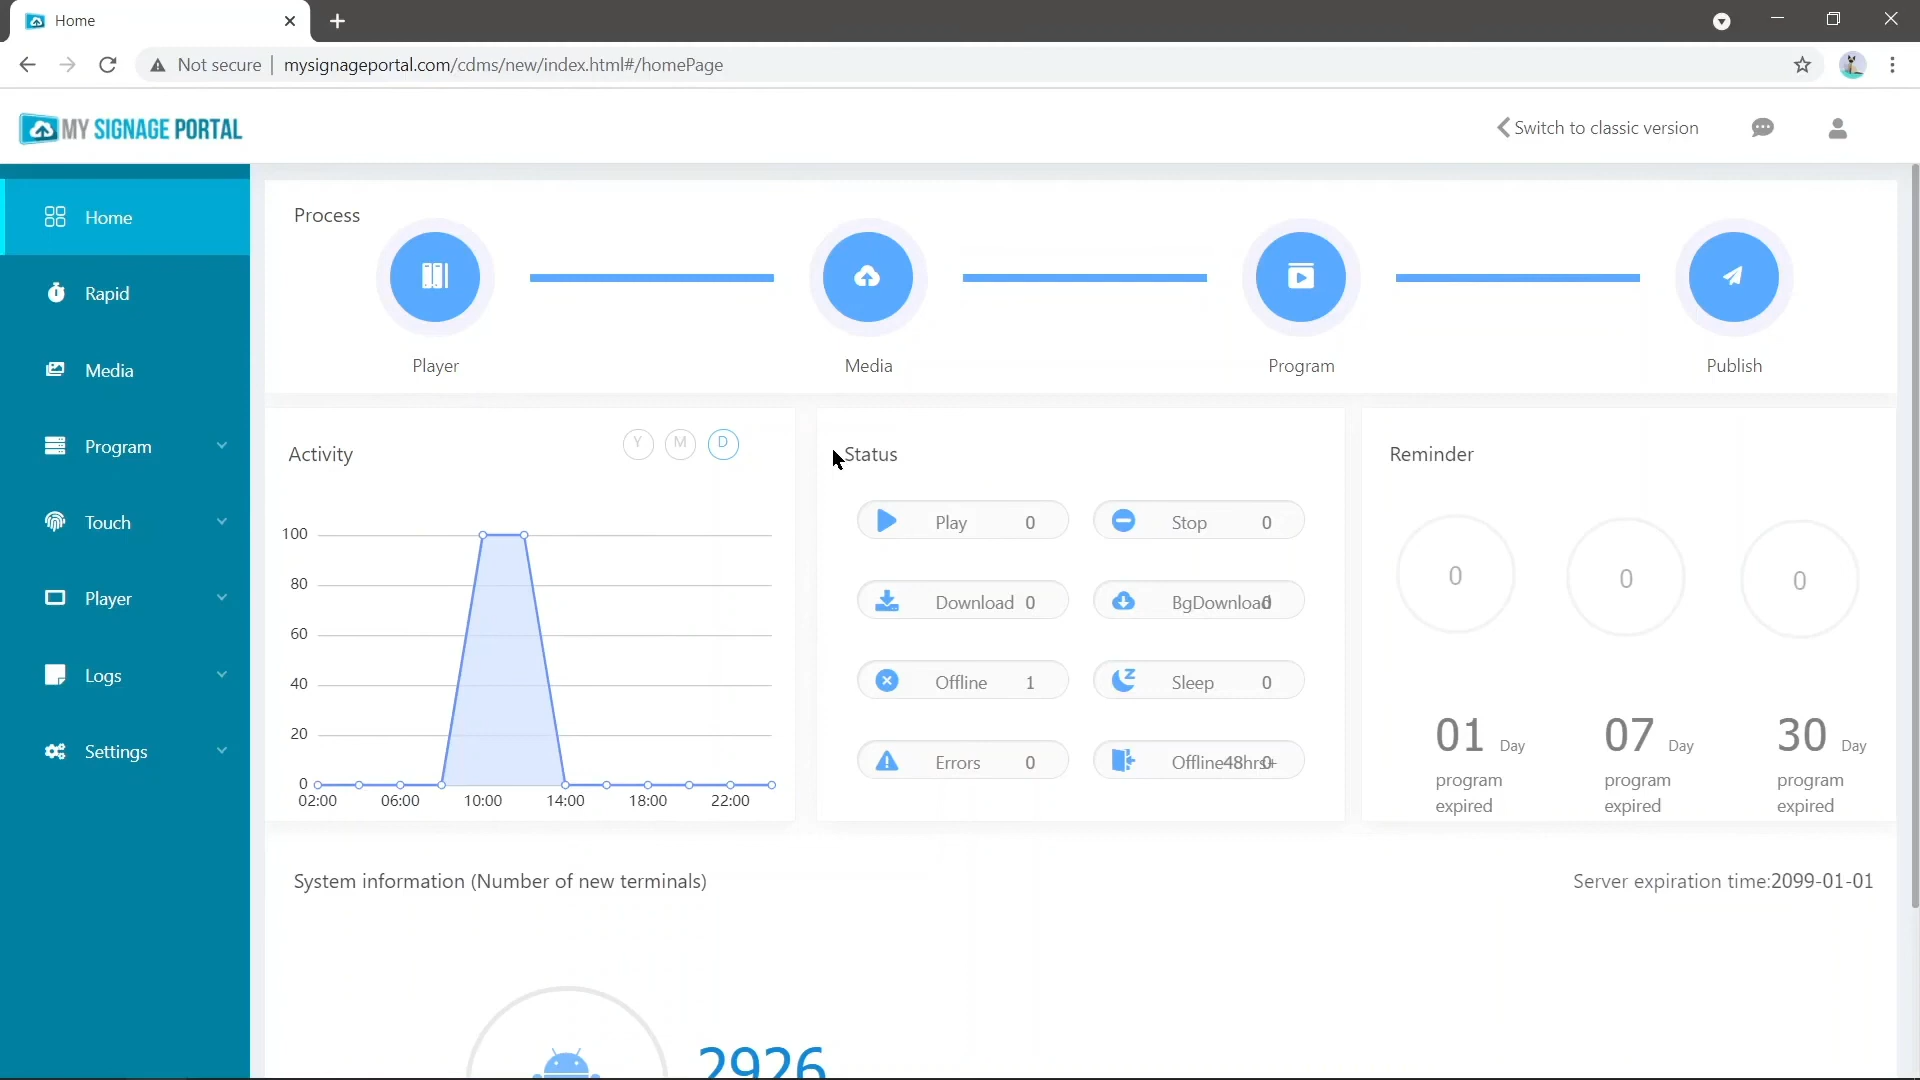 Home
Not secure
mysignageportal.com/cdms/new/index.html#/homePage
MY SIGNAGE PORTAL
Switch to classic version
Home
Rapid
Media
Program
Touch
Player
Logs
Settings
Process
Player
Media
Program
Publish
Activity
Y M D
100
80
60
40
20
0
02:00 06:00 10:00 14:00 18:00 22:00
Status
Play 0
Stop 0
Download 0
BgDownload 0
Offline 1
Sleep 0
Errors 0
Offline48hrs+ 0
Reminder
0 0 0
01 Day 07 Day 30 Day
program program program
expired expired expired
System information (Number of new terminals)
Server expiration time:2099-01-01
2926